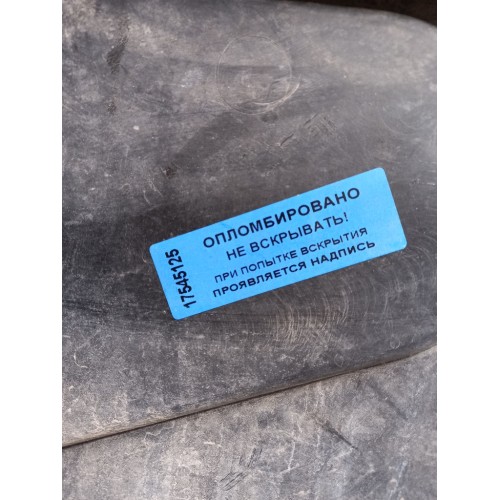 ОПЛОМБИРОВАНО
НЕ ВСКРЫВАТЬ!
ПРИ ПОПЫТКЕ ВСКРЫТИЯ
ПРОЯВЛЯЕТСЯ НАДПИСЬ
17545125